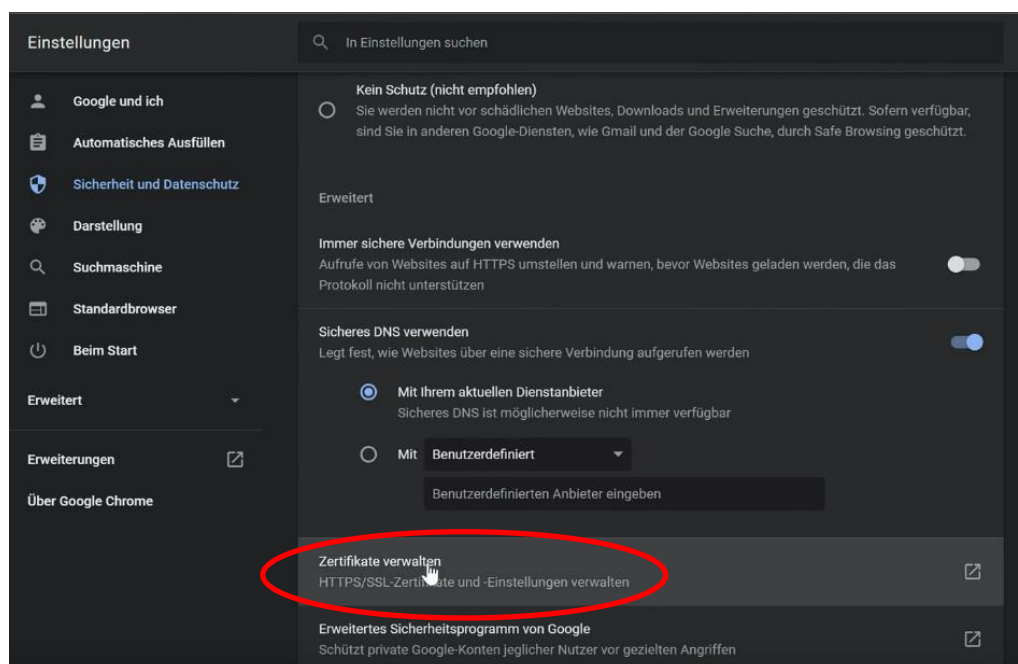 Einstellungen
In Einstellungen suchen
Google und ich
Automatisches Ausfüllen
Sicherheit und Datenschutz
Darstellung
Suchmaschine
Standardbrowser
Beim Start
Erweitert
Erweiterungen
Über Google Chrome
Kein Schutz (nicht empfohlen)
Sie werden nicht vor schädlichen Websites, Downloads und Erweiterungen geschützt. Sofern verfügbar,
sind Sie in anderen Google-Diensten, wie Gmail und der Google Suche, durch Safe Browsing geschützt.
Erweitert
Immer sichere Verbindungen verwenden
Aufrufe von Websites auf HTTPS umstellen und warnen, bevor Websites geladen werden, die das
Protokoll nicht unterstützen
Sicheres DNS verwenden
Legt fest, wie Websites über eine sichere Verbindung aufgerufen werden
Mit Ihrem aktuellen Dienstanbieter
Sicheres DNS ist möglicherweise nicht immer verfügbar
Mit Benutzerdefiniert
Benutzerdefinierten Anbieter eingeben
Zertifikate verwalten
HTTPS/SSL-Zertifikate und -Einstellungen verwalten
Erweitertes Sicherheitsprogramm von Google
Schützt private Google-Konten jeglicher Nutzer vor gezielten Angriffen